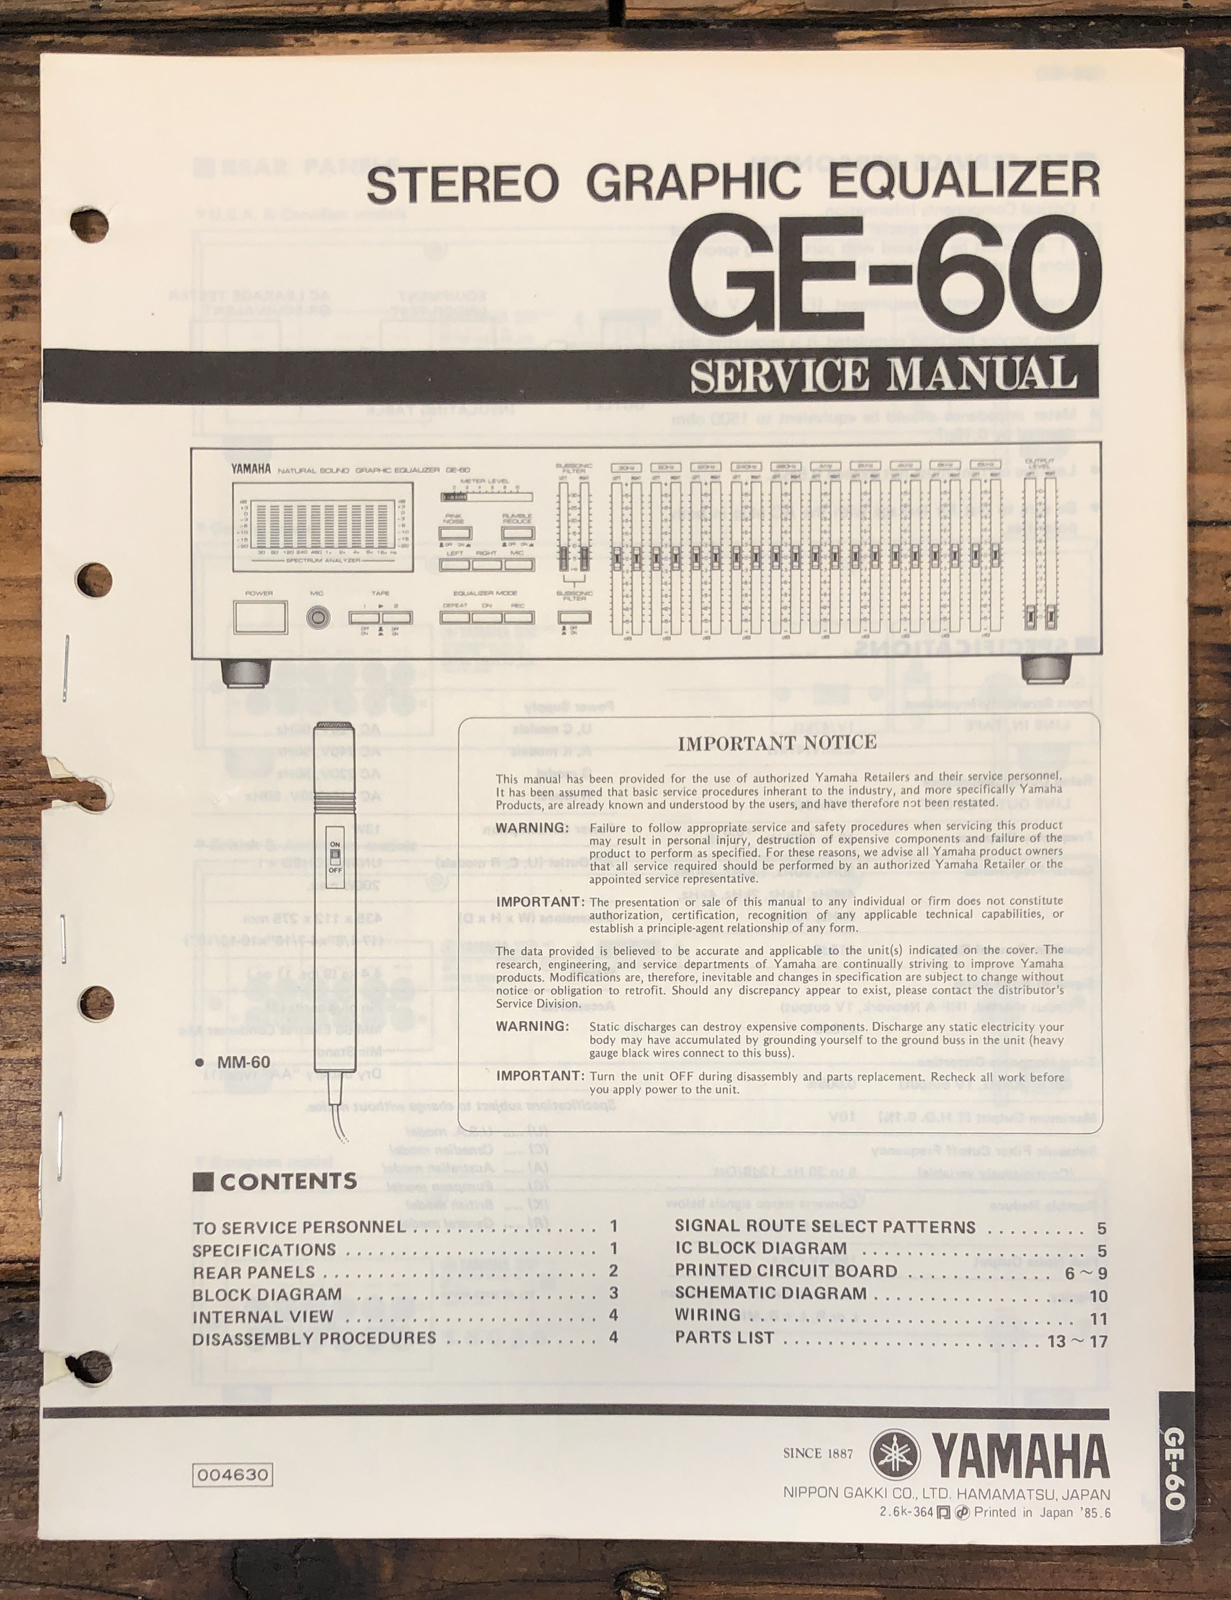 STEREO GRAPHIC EQUALIZER
GE-60
SERVICE MANUAL
YAMAHA NATURAL SOUND GRAPHIC EQUALIZER GE-60
METER LEVEL
SUBSONIC FILTER
OUTPUT LEVEL
PINK NOISE
RUMBLE REDUCE
LEFT RIGHT MIC
SPECTRUM ANALYZER
POWER
MIC
TAPE
EQUALIZER MODE
DEFEAT ON REC
SUBSONIC FILTER
ON
OFF
• MM-60
IMPORTANT NOTICE
This manual has been provided for the use of authorized Yamaha Retailers and their service personnel.
It has been assumed that basic service procedures inherant to the industry, and more specifically Yamaha
Products, are already known and understood by the users, and have therefore not been restated.
WARNING: Failure to follow appropriate service and safety procedures when servicing this product
may result in personal injury, destruction of expensive components and failure of the
product to perform as specified. For these reasons, we advise all Yamaha product owners
that all service required should be performed by an authorized Yamaha Retailer or the
appointed service representative.
IMPORTANT: The presentation or sale of this manual to any individual or firm does not constitute
authorization, certification, recognition of any applicable technical capabilities, or
establish a principle-agent relationship of any form.
The data provided is believed to be accurate and applicable to the unit(s) indicated on the cover. The
research, engineering, and service departments of Yamaha are continually striving to improve Yamaha
products. Modifications are, therefore, inevitable and changes in specification are subject to change without
notice or obligation to retrofit. Should any discrepancy appear to exist, please contact the distributor's
Service Division.
WARNING: Static discharges can destroy expensive components. Discharge any static electricity your
body may have accumulated by grounding yourself to the ground buss in the unit (heavy
gauge black wires connect to this buss).
IMPORTANT: Turn the unit OFF during disassembly and parts replacement. Recheck all work before
you apply power to the unit.
■ CONTENTS
TO SERVICE PERSONNEL . . . . . . . . . . . . . . . 1
SPECIFICATIONS . . . . . . . . . . . . . . . . . . . . . 1
REAR PANELS . . . . . . . . . . . . . . . . . . . . . . . 2
BLOCK DIAGRAM . . . . . . . . . . . . . . . . . . . . 3
INTERNAL VIEW . . . . . . . . . . . . . . . . . . . . . 4
DISASSEMBLY PROCEDURES . . . . . . . . . . . . 4
SIGNAL ROUTE SELECT PATTERNS . . . . . . . . . 5
IC BLOCK DIAGRAM . . . . . . . . . . . . . . . . . . . 5
PRINTED CIRCUIT BOARD . . . . . . . . . . . . 6 ~ 9
SCHEMATIC DIAGRAM . . . . . . . . . . . . . . . . . 10
WIRING . . . . . . . . . . . . . . . . . . . . . . . . . . . 11
PARTS LIST . . . . . . . . . . . . . . . . . . . . . . 13 ~ 17
004630
SINCE 1887 YAMAHA
NIPPON GAKKI CO., LTD. HAMAMATSU, JAPAN
2.6k-364 Printed in Japan '85.6
GE-60